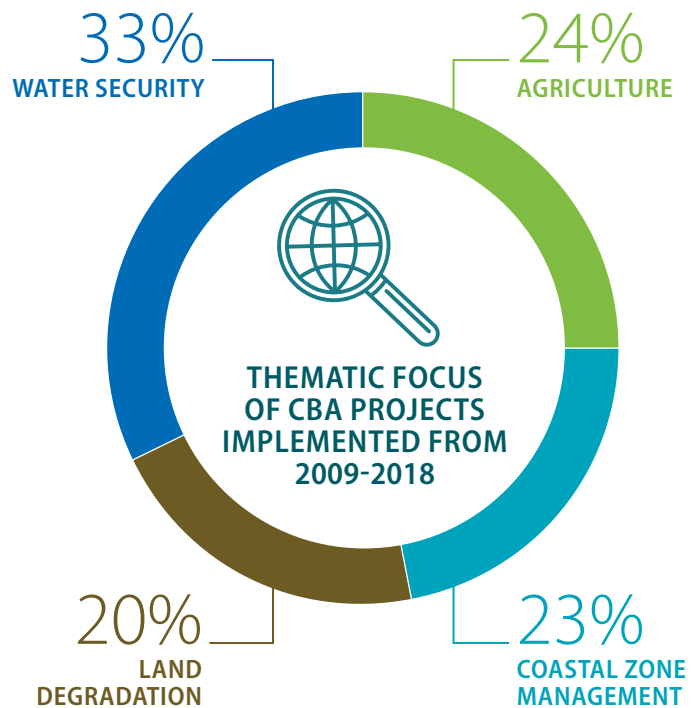 33%
WATER SECURITY
24%
AGRICULTURE
THEMATIC FOCUS
OF CBA PROJECTS
IMPLEMENTED FROM
2009-2018
20%
LAND
DEGRADATION
23%
COASTAL ZONE
MANAGEMENT